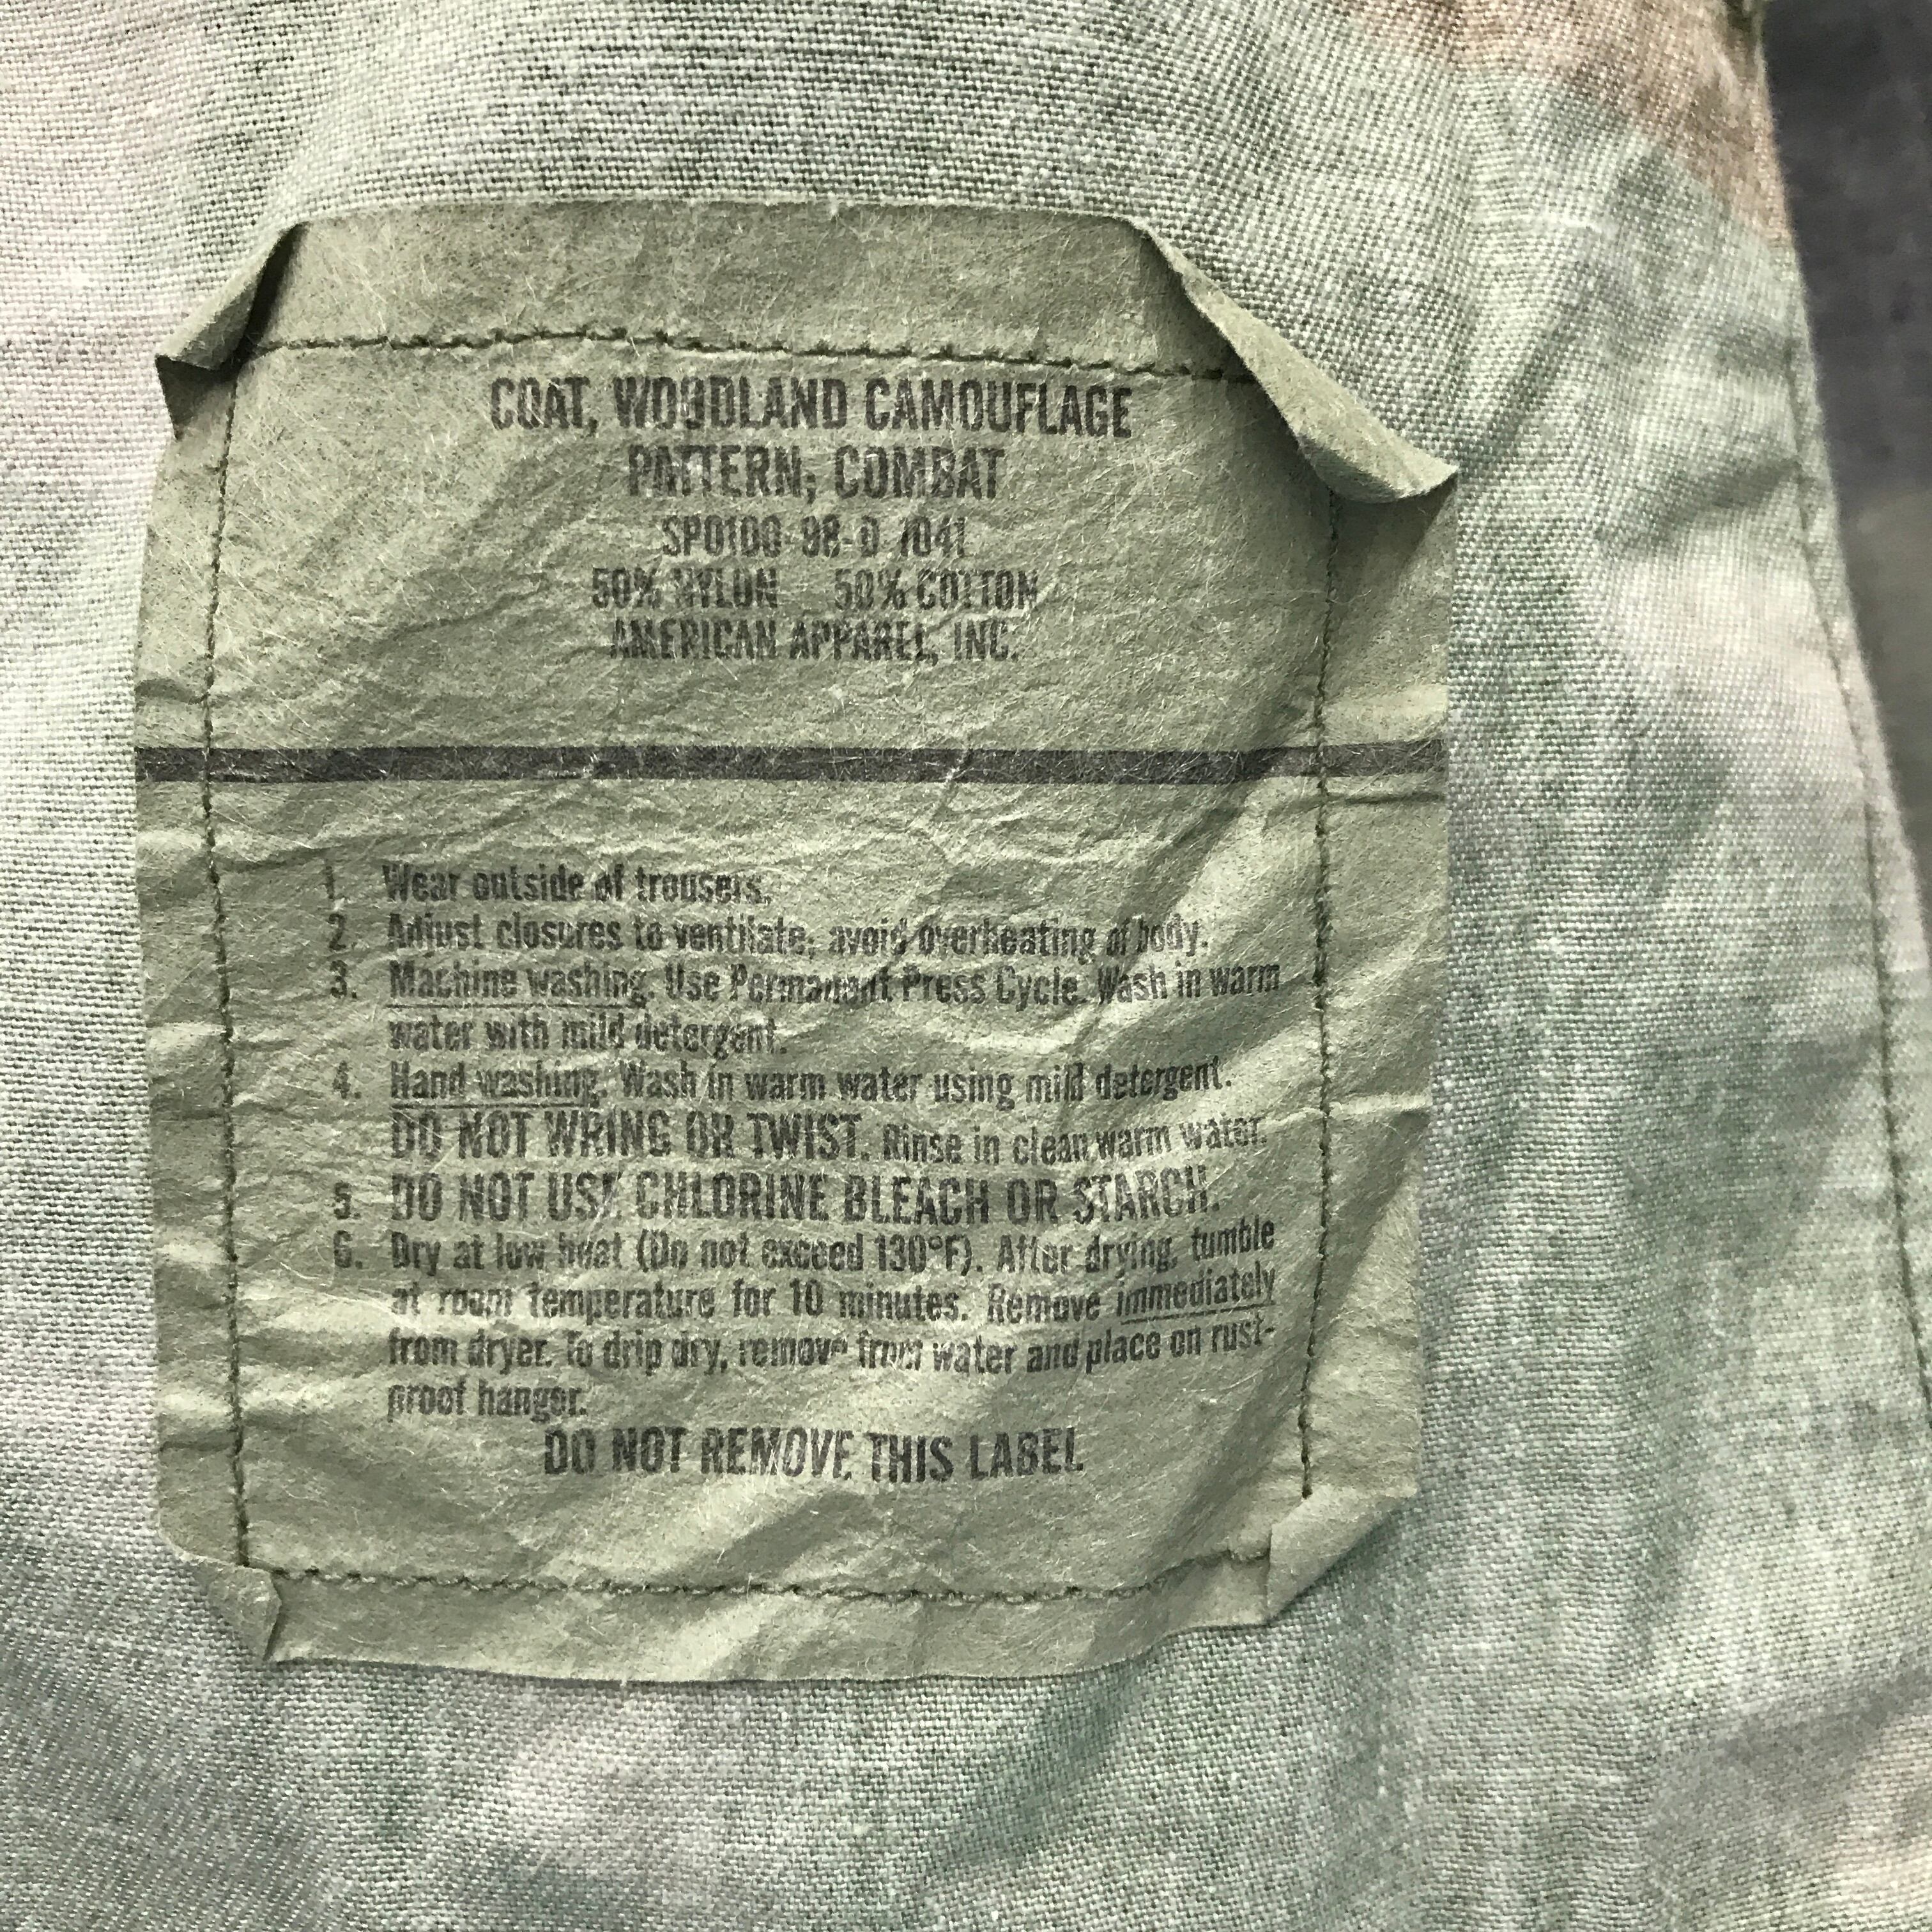 COAT, WOODLAND CAMOUFLAGE
PATTERN; COMBAT
SP0100-98-D
50% NYLON 50% COTTON
AMERICAN APPAREL, INC.
1. Wear outside of trousers.
2. Adjust closures to ventilate; avoid overheating of body.
3. Machine washing. Use Permanent Press Cycle. Wash in warm
water with mild detergent.
4. Hand washing. Wash in warm water using mild detergent.
DO NOT WRING OR TWIST. Rinse in clean warm water.
5. DO NOT USE CHLORINE BLEACH OR STARCH.
6. Dry at low heat (Do not exceed 130°F). After drying, tumble
at room temperature for 10 minutes. Remove immediately
from dryer. To drip dry, remove from water and place on rust-
proof hanger.
DO NOT REMOVE THIS LABEL